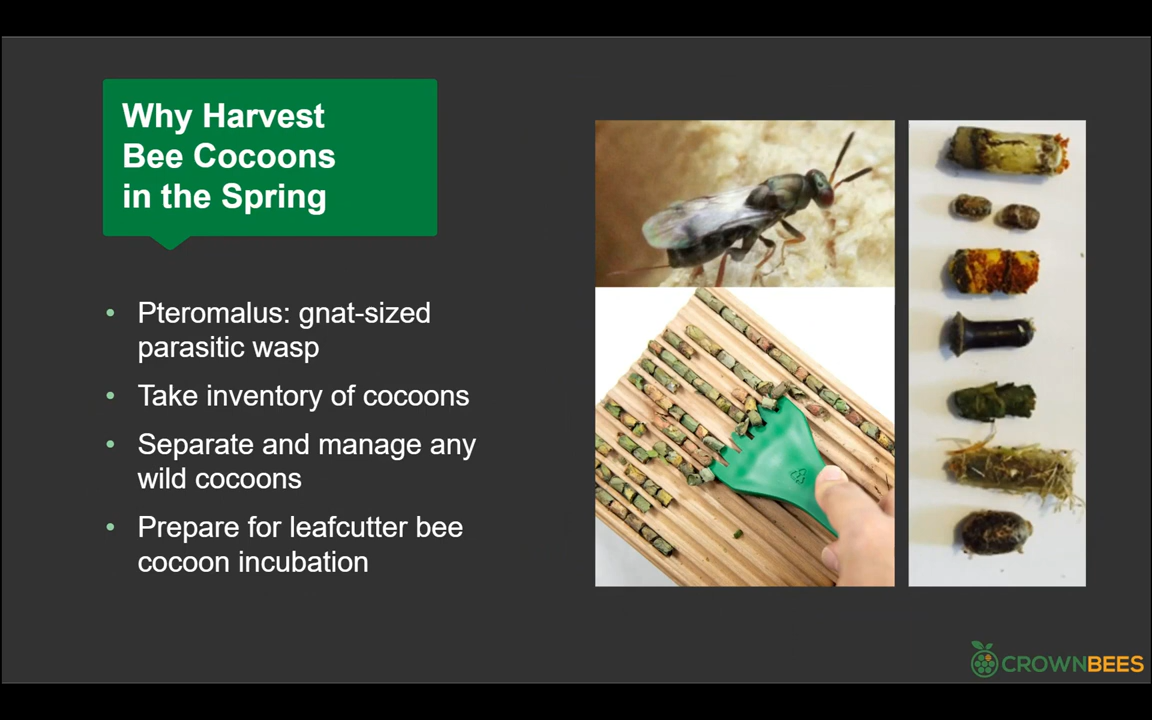 Why Harvest
Bee Cocoons
in the Spring
• Pteromalus: gnat-sized
parasitic wasp
• Take inventory of cocoons
• Separate and manage any
wild cocoons
• Prepare for leafcutter bee
cocoon incubation
CROWNBEES